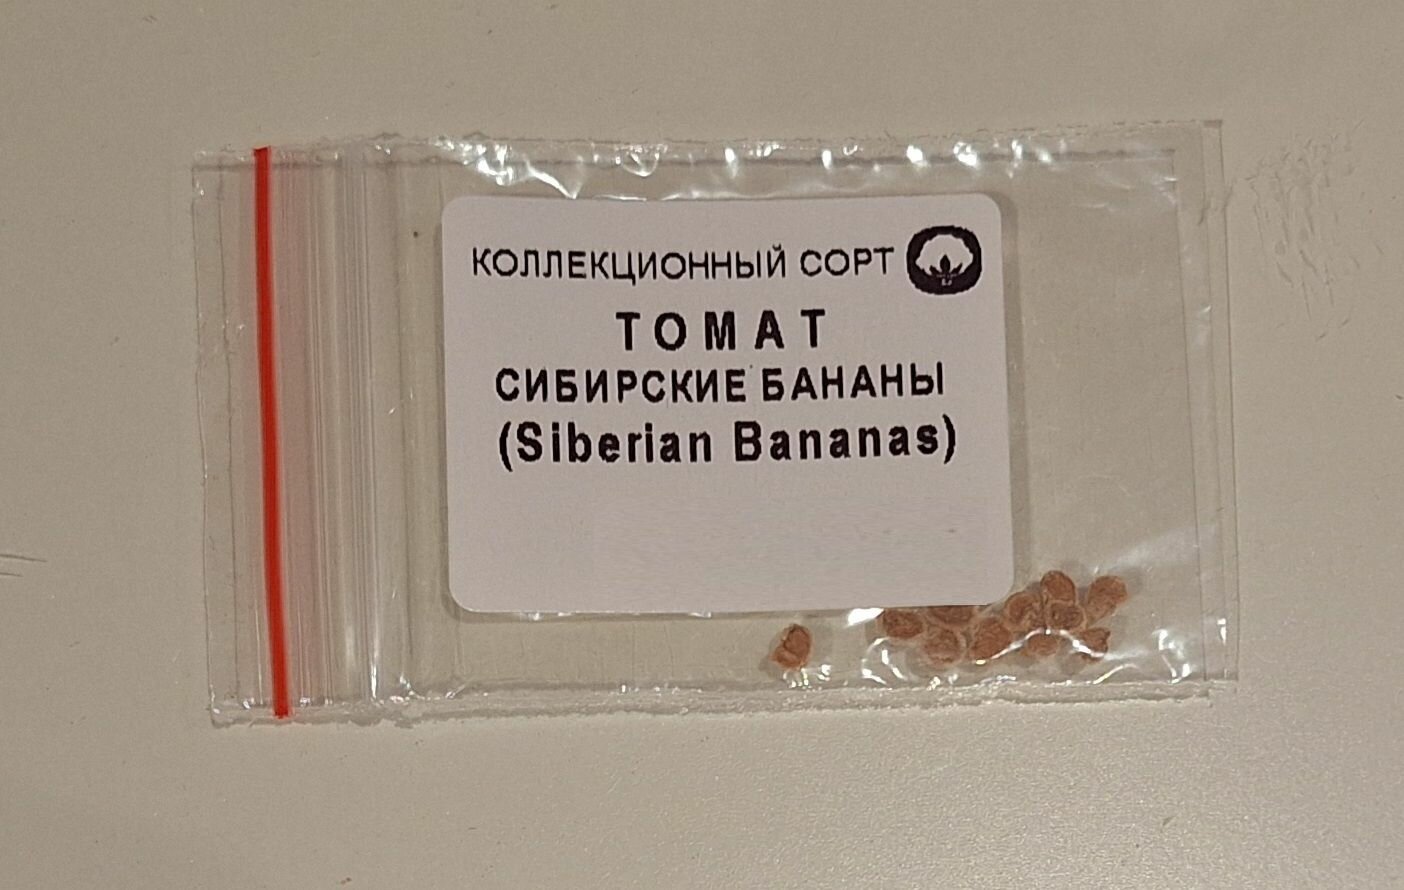 КОЛЛЕКЦИОННЫЙ СОРТ
ТОМАТ
СИБИРСКИЕ БАНАНЫ
(Siberian Bananas)